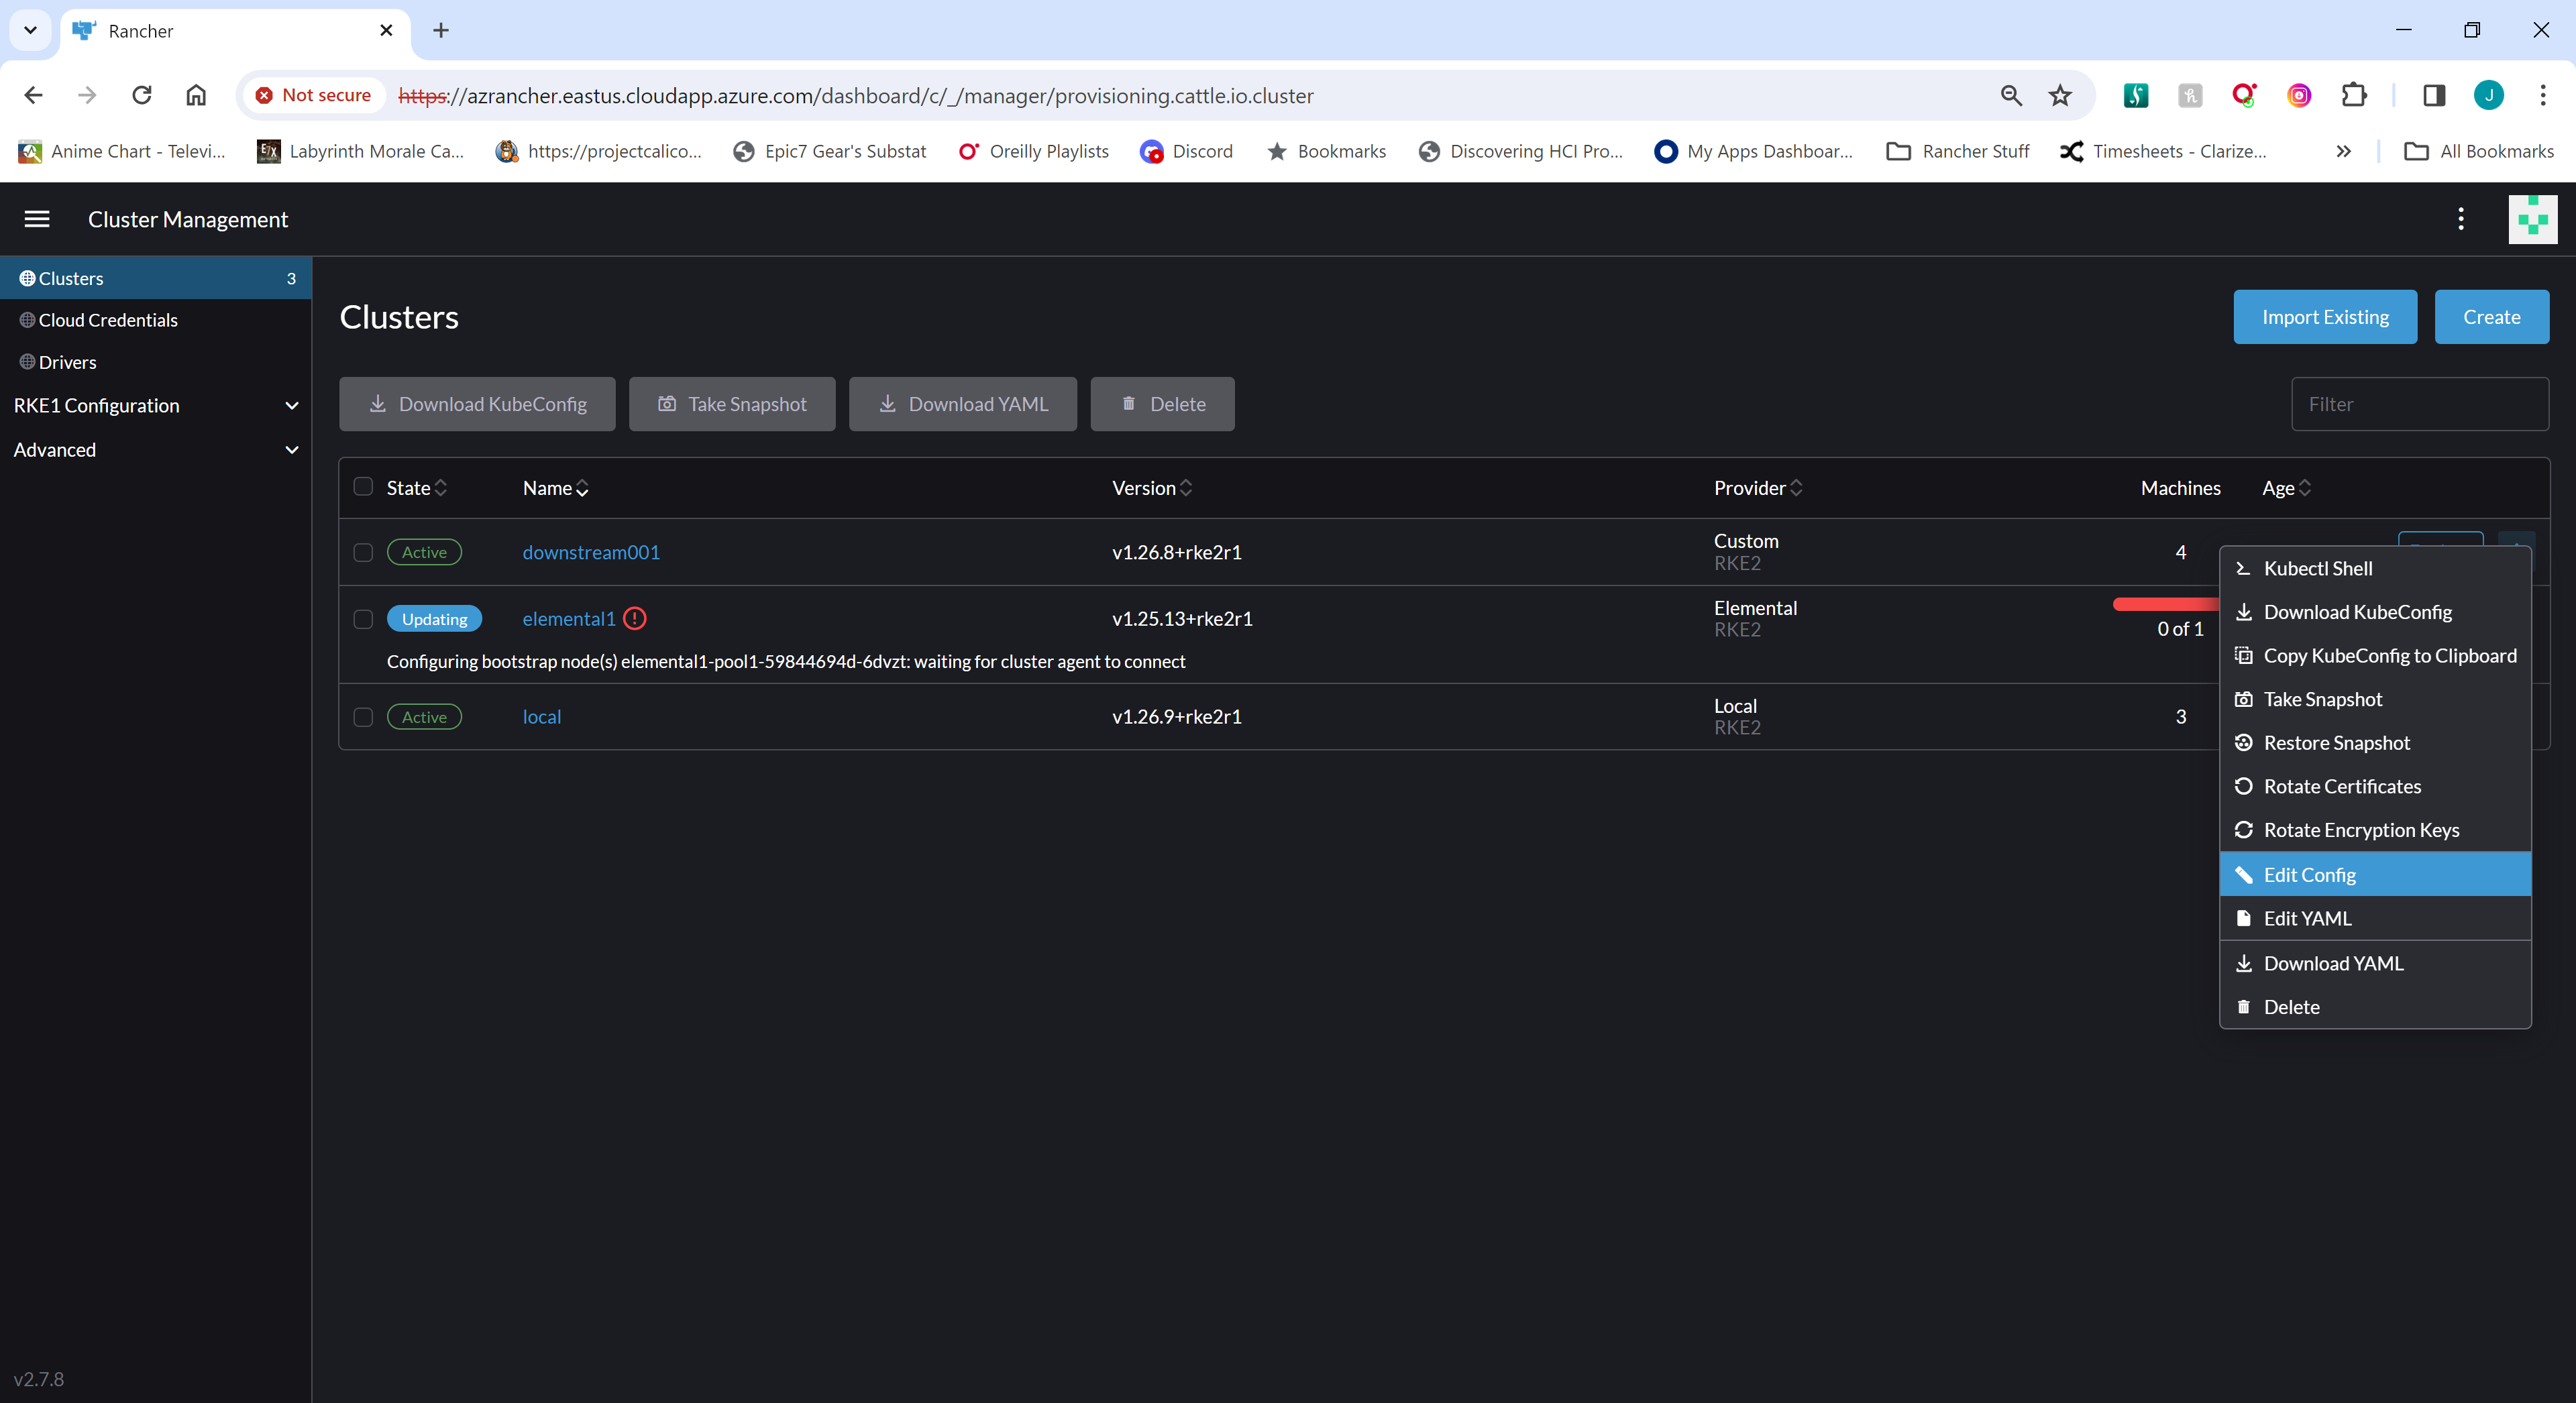 Rancher
Not secure
https://azrancher.eastus.cloudapp.azure.com/dashboard/c/_/manager/provisioning.cattle.io.cluster
J
Anime Chart - Televi...
Labyrinth Morale Ca...
https://projectcalico...
Epic7 Gear's Substat
Oreilly Playlists
Discord
Bookmarks
Discovering HCI Pro...
My Apps Dashboar...
Rancher Stuff
Timesheets - Clarize...
All Bookmarks
Cluster Management
Clusters 3
Cloud Credentials
Drivers
RKE1 Configuration
Advanced
v2.7.8
Clusters
Import Existing
Create
Download KubeConfig
Take Snapshot
Download YAML
Delete
Filter
State Name Version Provider Machines Age
Active downstream001 v1.26.8+rke2r1 Custom 4
RKE2
Updating elemental1 v1.25.13+rke2r1 Elemental
RKE2 0 of 1
Configuring bootstrap node(s) elemental1-pool1-59844694d-6dvzt: waiting for cluster agent to connect
Active local v1.26.9+rke2r1 Local 3
RKE2
Kubectl Shell
Download KubeConfig
Copy KubeConfig to Clipboard
Take Snapshot
Restore Snapshot
Rotate Certificates
Rotate Encryption Keys
Edit Config
Edit YAML
Download YAML
Delete